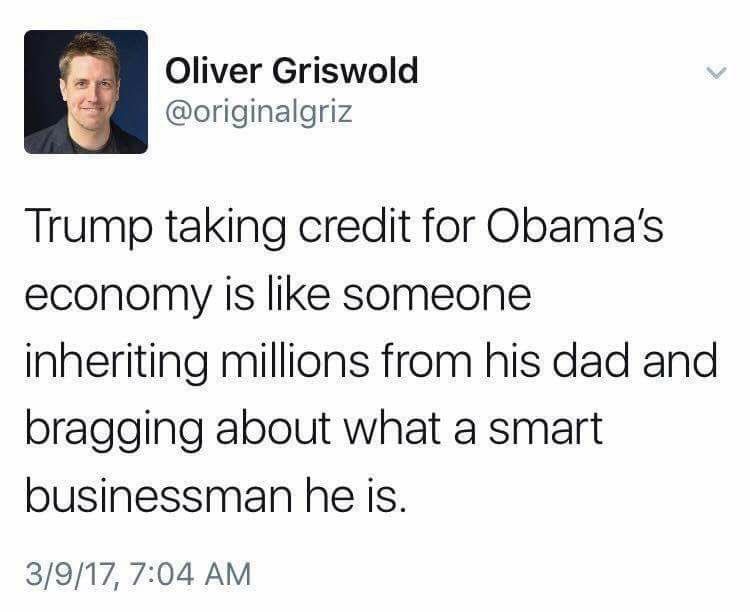 Oliver Griswold
@originalgriz
Trump taking credit for Obama's
economy is like someone
inheriting millions from his dad and
bragging about what a smart
businessman he is.
3/9/17, 7:04 AM